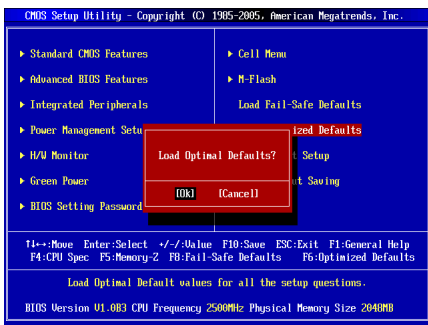 CMOS Setup Utility - Copyright (C) 1985-2005, American Megatrends, Inc.
▶ Standard CMOS Features
▶ Cell Menu
▶ Advanced BIOS Features
▶ M-Flash
▶ Integrated Peripherals
Load Fail-Safe Defaults
▶ Power Management Setu
ized Defaults
▶ H/W Monitor
Load Optimal Defaults?
t Setup
▶ Green Power
[Ok] [Cancel]
ut Saving
▶ BIOS Setting Password
↑↓↔:Move Enter:Select +/-/:Value F10:Save ESC:Exit F1:General Help
F4:CPU Spec F5:Memory-Z F8:Fail-Safe Defaults F6:Optimized Defaults
Load Optimal Default values for all the setup questions.
BIOS Version V1.0B3 CPU Frequency 2500MHz Physical Memory Size 2048MB